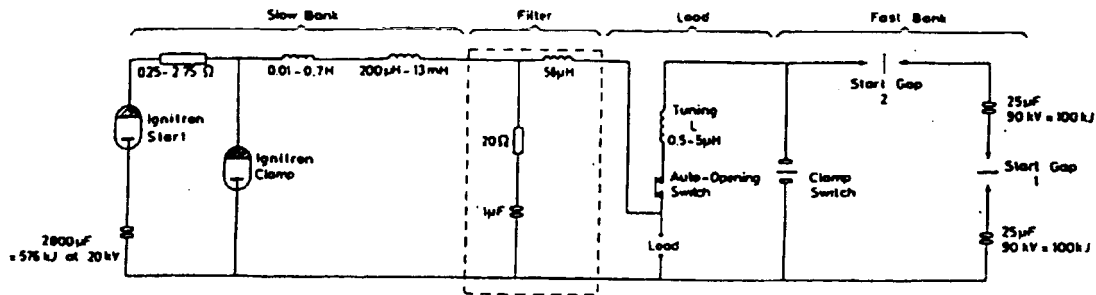 Slow Bank
Filter
Load
Fast Bank
0.25-2.75 Ω
0.01-0.7H
200μH-13mH
56μH
Ignitron
Start
Ignitron
Clamp
2800μF
= 576 kJ at 20 kV
20Ω
1μF
Tuning
L
0.5-5μH
Auto-Opening
Switch
Load
Clamp
Switch
Start Gap
2
25μF
90 kV = 100kJ
Start Gap
1
25μF
90 kV = 100kJ